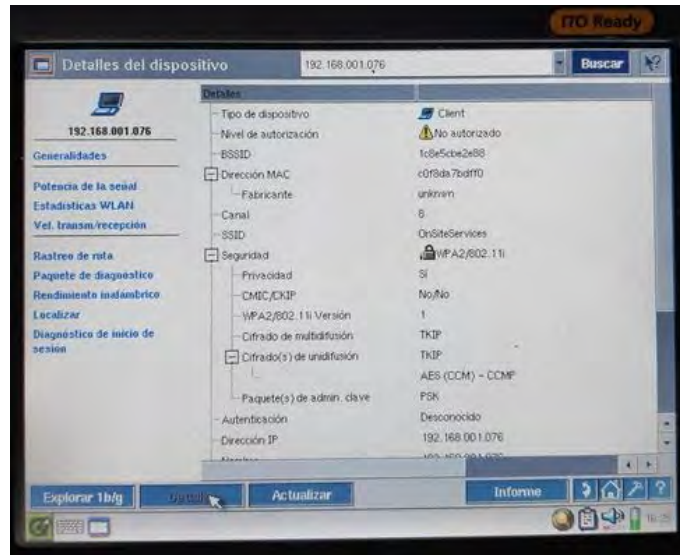 I7O Ready
Detalles del dispositivo
192.168.001.076
Buscar
192.168.001.076
Generalidades
Potencia de la señal
Estadísticas WLAN
Vel. transm/recepción
Rastreo de ruta
Paquete de diagnóstico
Rendimiento inalámbrico
Localizar
Diagnóstico de inicio de
sesión
Detalles
Tipo de dispositivo Client
Nivel de autorización No autorizado
BSSID 1c8e5cbe2e88
Dirección MAC c0f8da7bdff0
Fabricante unknwn
Canal 6
SSID OnSiteServices
Seguridad WPA2/802.11i
Privacidad Sí
CMIC/CKIP No/No
WPA2/802.11i Versión 1
Cifrado de multidifusión TKIP
Cifrado(s) de unidifusión TKIP
AES (CCM) - CCMP
Paquete(s) de admin. clave PSK
Autenticación Desconocido
Dirección IP 192.168.001.076
Explorar 1b/g
Actualizar
Informe